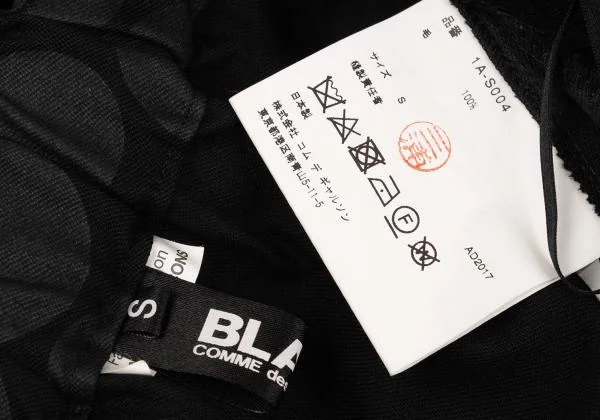 品番 1A-S004
毛 100%
サイズ S
縫製責任者
日本製
株式会社 コム デ ギャルソン
東京都港区南青山5-11-5
F
AD2017
on
ONS
S
BLA
COMME des